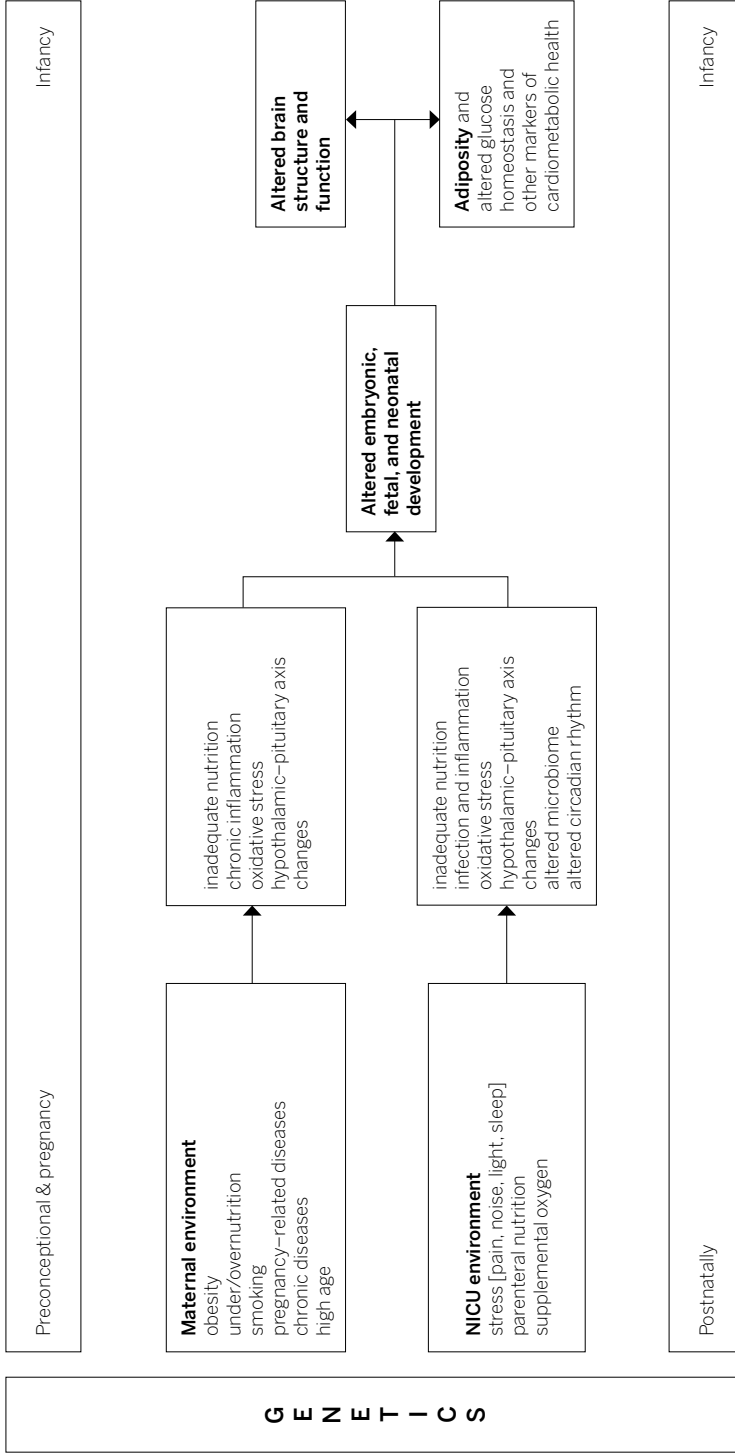 GENETICS
Preconceptional & pregnancy
Infancy
Maternal environment
obesity
under/overnutrition
smoking
pregnancy–related diseases
chronic diseases
high age
inadequate nutrition
chronic inflammation
oxidative stress
hypothalamic–pituitary axis
changes
NICU environment
stress [pain, noise, light, sleep]
parenteral nutrition
supplemental oxygen
inadequate nutrition
infection and inflammation
oxidative stress
hypothalamic–pituitary axis
changes
altered microbiome
altered circadian rhythm
Altered embryonic,
fetal, and neonatal
development
Altered brain
structure and
function
Adiposity and
altered glucose
homeostasis and
other markers of
cardiometabolic health
Postnatally
Infancy